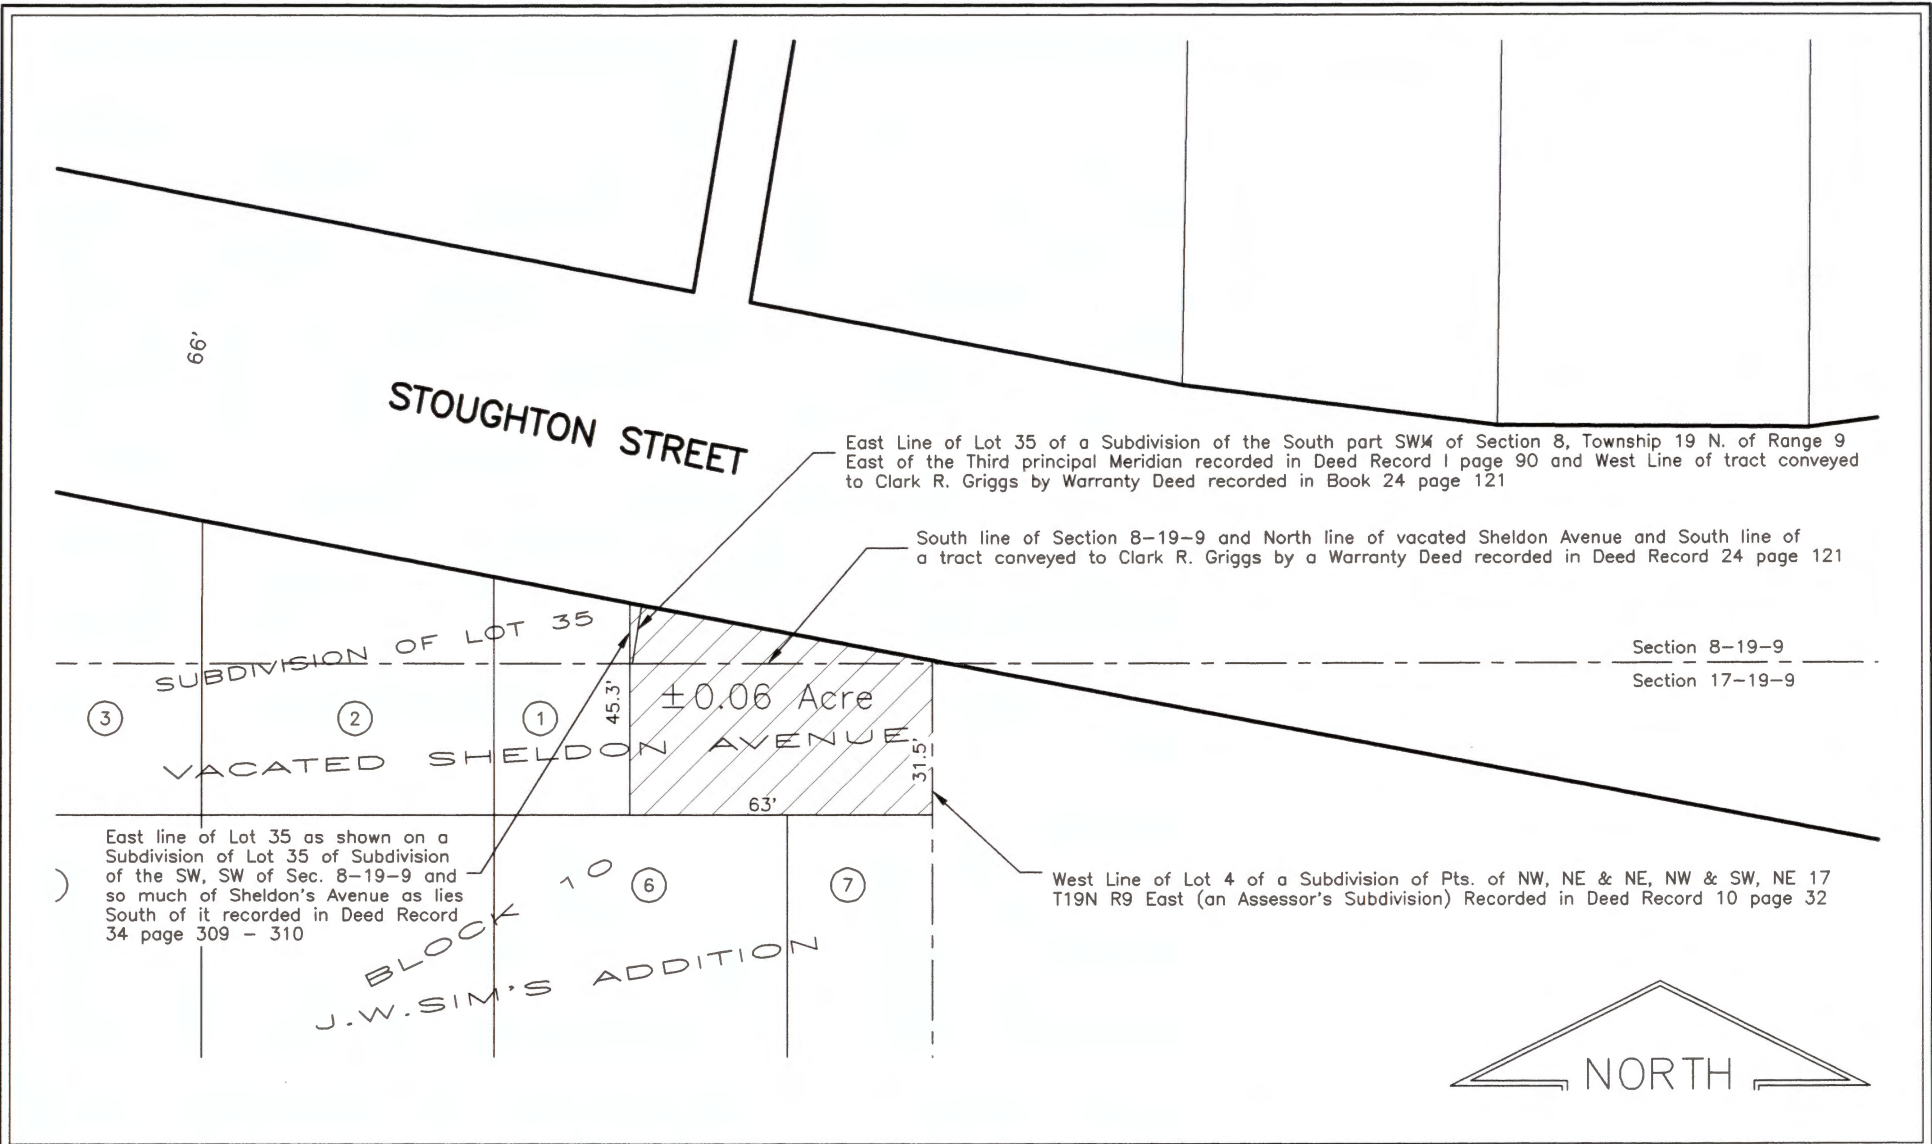 66'
STOUGHTON STREET
East Line of Lot 35 of a Subdivision of the South part SW¼ of Section 8, Township 19 N. of Range 9
East of the Third principal Meridian recorded in Deed Record I page 90 and West Line of tract conveyed
to Clark R. Griggs by Warranty Deed recorded in Book 24 page 121
South line of Section 8-19-9 and North line of vacated Sheldon Avenue and South line of
a tract conveyed to Clark R. Griggs by a Warranty Deed recorded in Deed Record 24 page 121
SUBDIVISION OF LOT 35
Section 8-19-9
Section 17-19-9
3
2
1
45.3'
±0.06 Acre
VACATED SHELDON AVENUE
31.5'
63'
East line of Lot 35 as shown on a
Subdivision of Lot 35 of Subdivision
of the SW, SW of Sec. 8-19-9 and
so much of Sheldon's Avenue as lies
South of it recorded in Deed Record
34 page 309 - 310
6
7
West Line of Lot 4 of a Subdivision of Pts. of NW, NE & NE, NW & SW, NE 17
T19N R9 East (an Assessor's Subdivision) Recorded in Deed Record 10 page 32
BLOCK 10
J.W.SIM'S ADDITION
NORTH